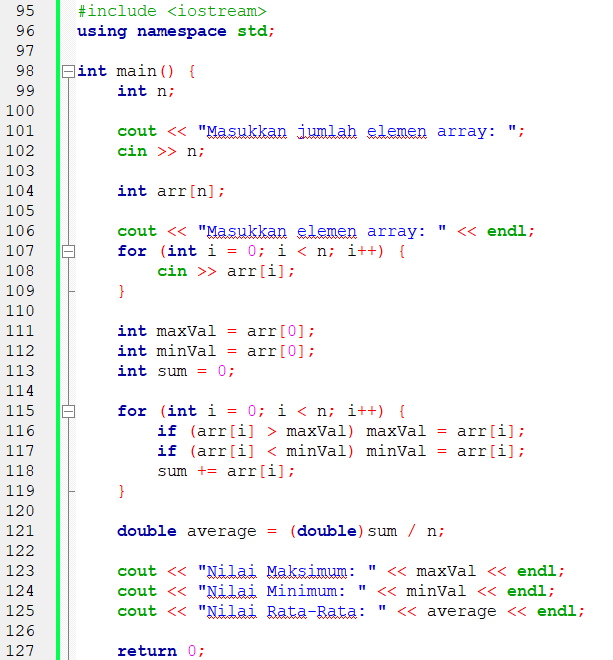 95 #include <iostream>
96 using namespace std;
97
98 int main() {
99     int n;
100
101     cout << "Masukkan jumlah elemen array: ";
102     cin >> n;
103
104     int arr[n];
105
106     cout << "Masukkan elemen array: " << endl;
107     for (int i = 0; i < n; i++) {
108         cin >> arr[i];
109     }
110
111     int maxVal = arr[0];
112     int minVal = arr[0];
113     int sum = 0;
114
115     for (int i = 0; i < n; i++) {
116         if (arr[i] > maxVal) maxVal = arr[i];
117         if (arr[i] < minVal) minVal = arr[i];
118         sum += arr[i];
119     }
120
121     double average = (double)sum / n;
122
123     cout << "Nilai Maksimum: " << maxVal << endl;
124     cout << "Nilai Minimum: " << minVal << endl;
125     cout << "Nilai Rata-Rata: " << average << endl;
126
127     return 0;